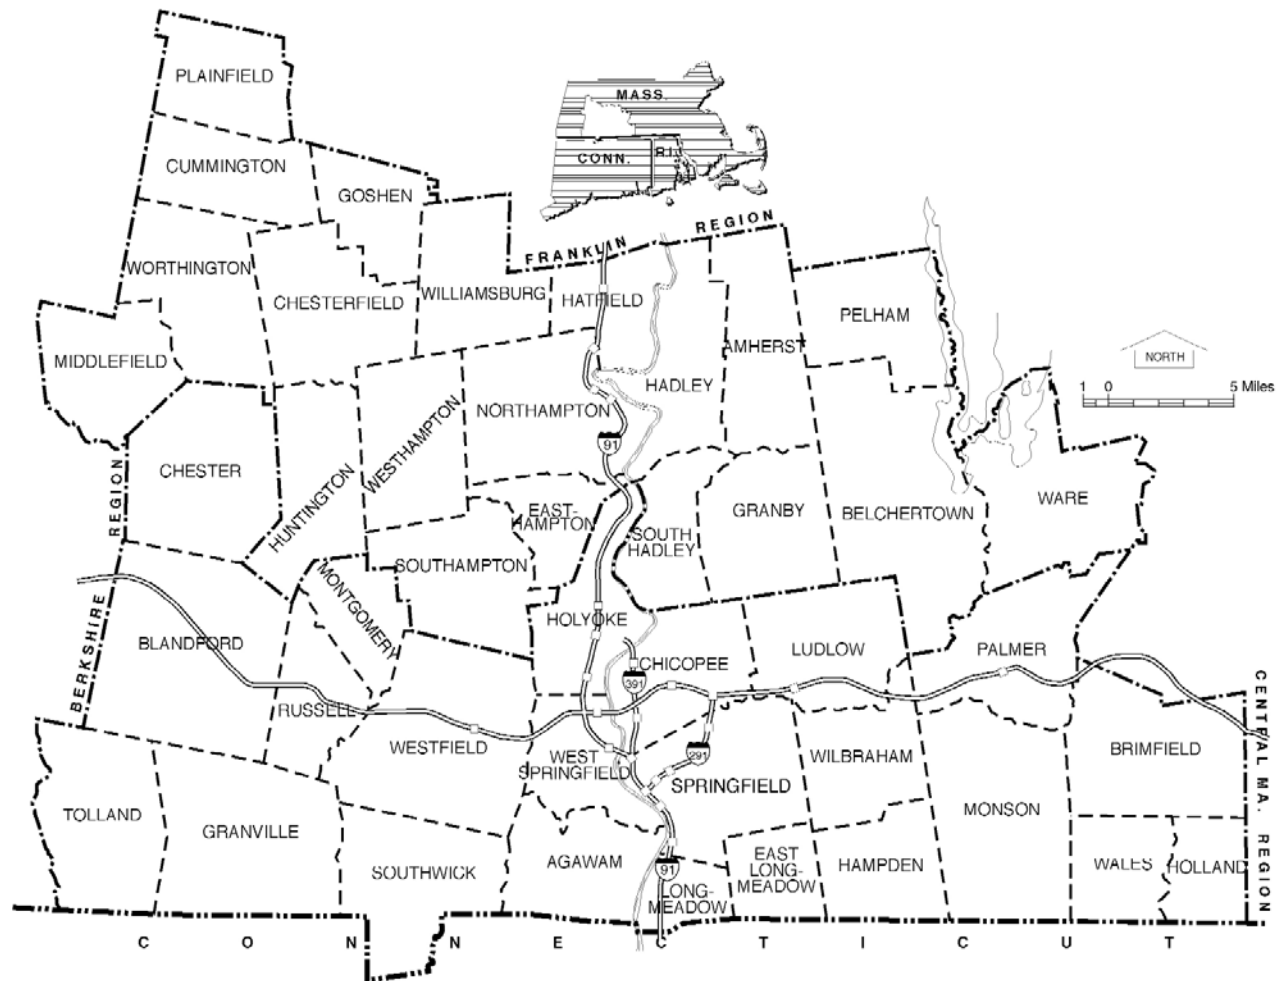 PLAINFIELD
MASS.
CUMMINGTON
CONN.
R.I.
GOSHEN
FRANKLIN REGION
WORTHINGTON
CHESTERFIELD
WILLIAMSBURG
HATFIELD
PELHAM
AMHERST
MIDDLEFIELD
NORTH
HADLEY
1 0 5 Miles
NORTHAMPTON
WESTHAMPTON
91
CHESTER
HUNTINGTON
WARE
EAST-
HAMPTON
GRANBY
BELCHERTOWN
SOUTH
HADLEY
SOUTHAMPTON
MONTGOMERY
BERKSHIRE REGION
HOLYOKE
BLANDFORD
CHICOPEE
LUDLOW
PALMER
391
RUSSELL
WESTFIELD
WEST
SPRINGFIELD
291
SPRINGFIELD
WILBRAHAM
BRIMFIELD
CENTRAL MA. REGION
TOLLAND
GRANVILLE
MONSON
SOUTHWICK
AGAWAM
91
LONG-
MEADOW
EAST
LONG-
MEADOW
HAMPDEN
WALES
HOLLAND
CONNECTICUT